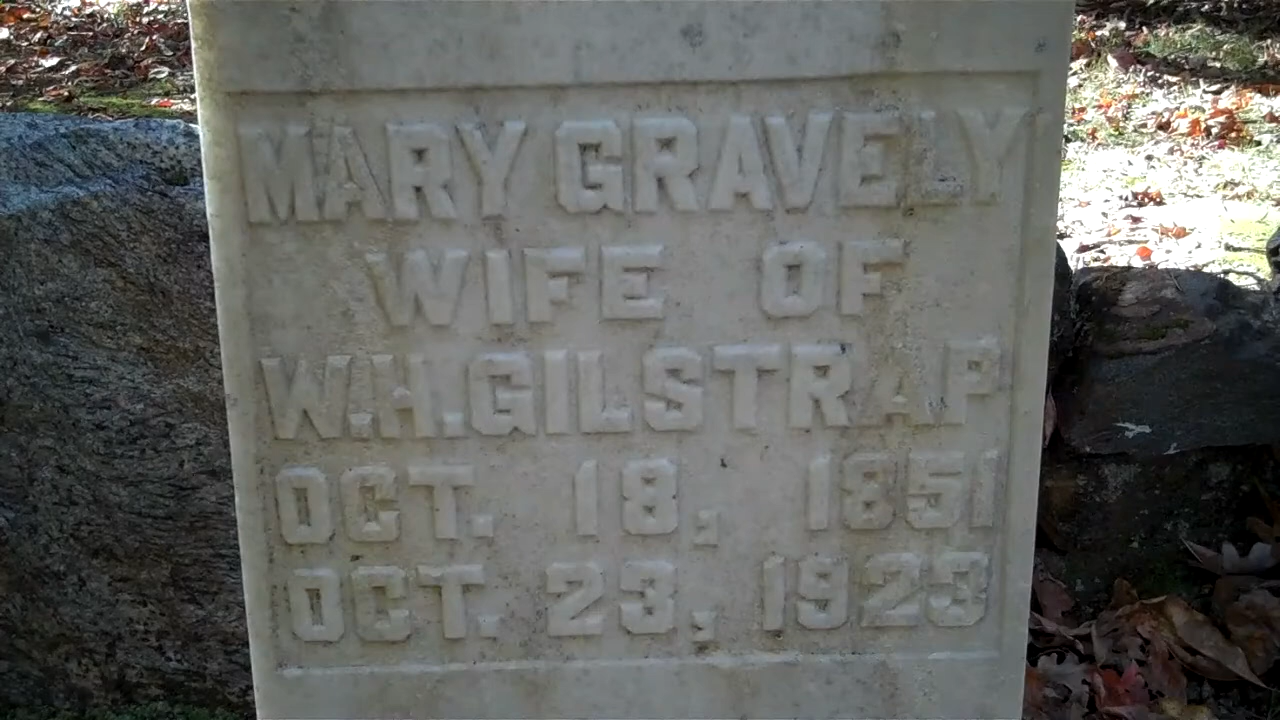 MARY GRAVELY
WIFE OF
W.H.GILSTRAP
OCT. 18, 1851
OCT. 23, 1923